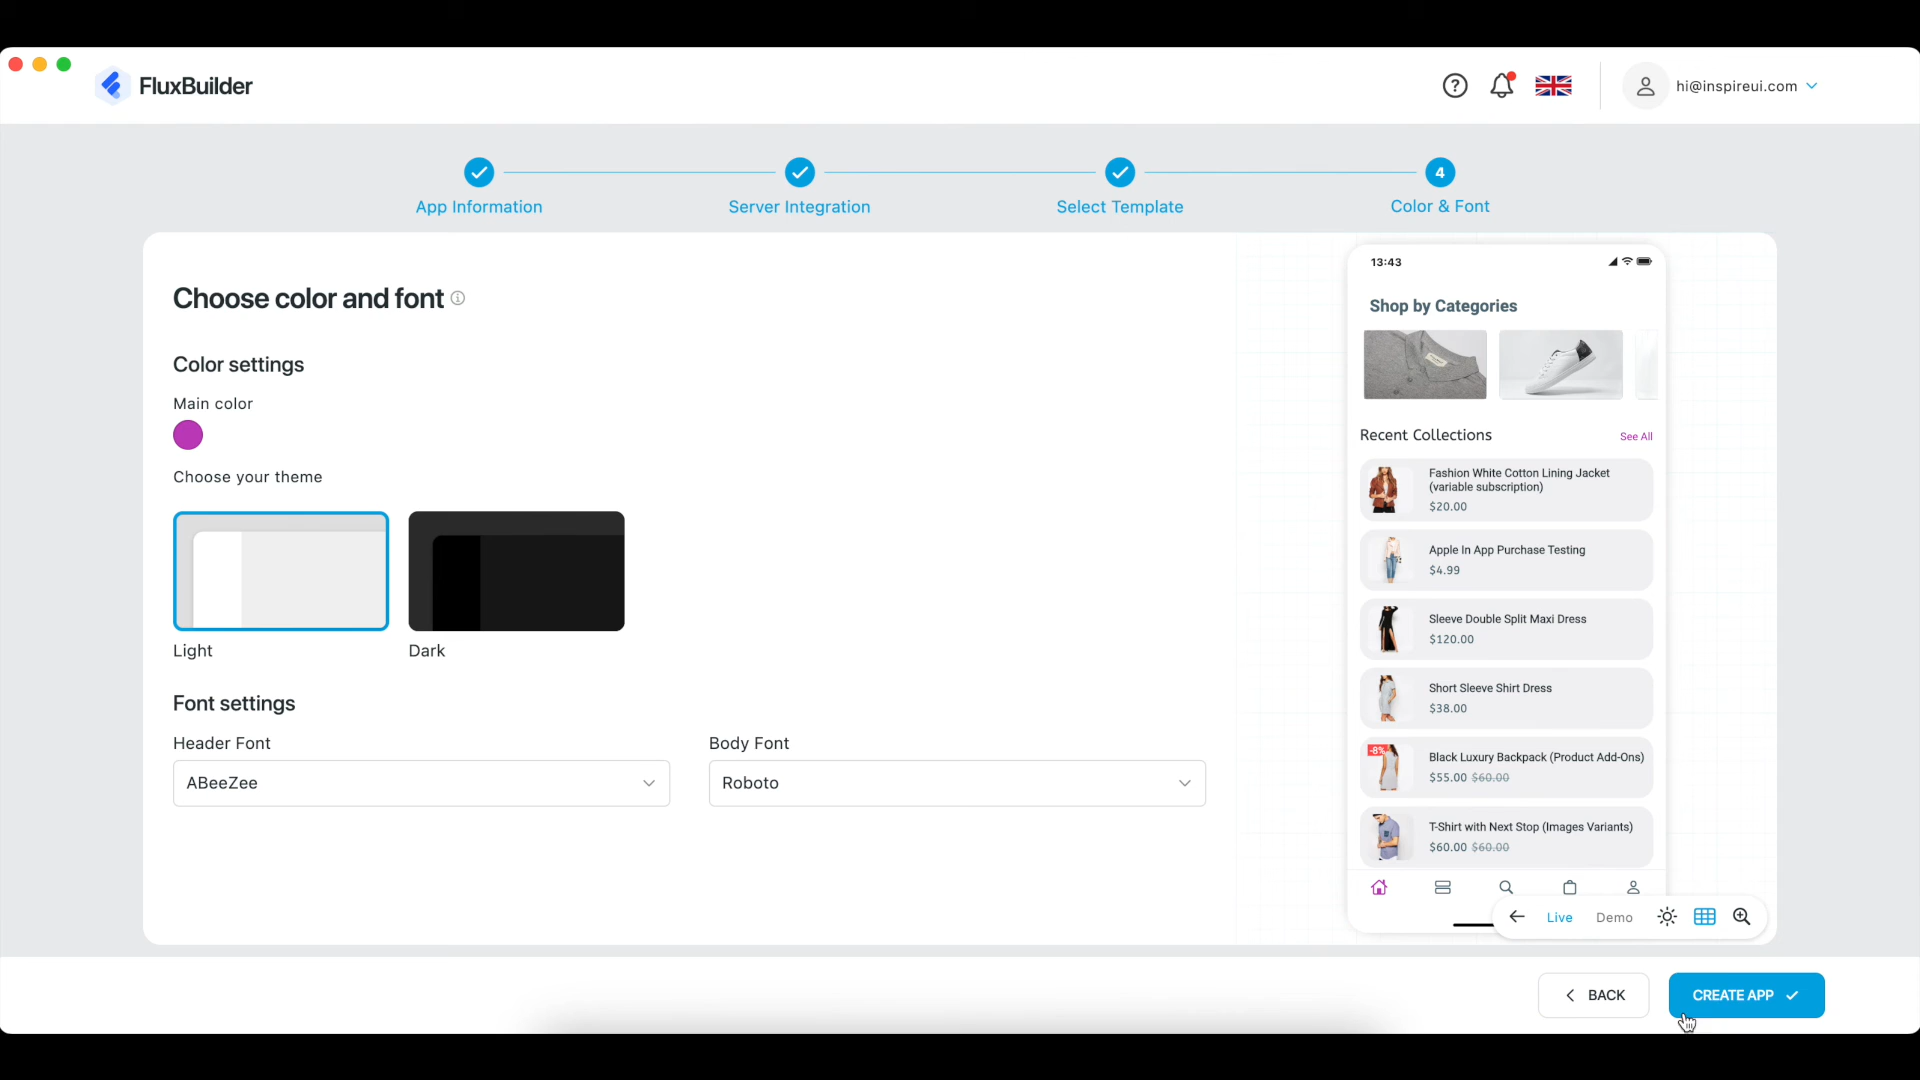 FluxBuilder
hi@inspireui.com
4
App Information
Server Integration
Select Template
Color & Font
Choose color and font
Color settings
Main color
Choose your theme
Light
Dark
Font settings
Header Font
Body Font
ABeeZee
Roboto
13:43
Shop by Categories
Recent Collections
See All
Fashion White Cotton Lining Jacket
(variable subscription)
$20.00
Apple In App Purchase Testing
$4.99
Sleeve Double Split Maxi Dress
$120.00
Short Sleeve Shirt Dress
$38.00
-8%
Black Luxury Backpack (Product Add-Ons)
$55.00 $60.00
T-Shirt with Next Stop (Images Variants)
$60.00 $60.00
Live
Demo
BACK
CREATE APP